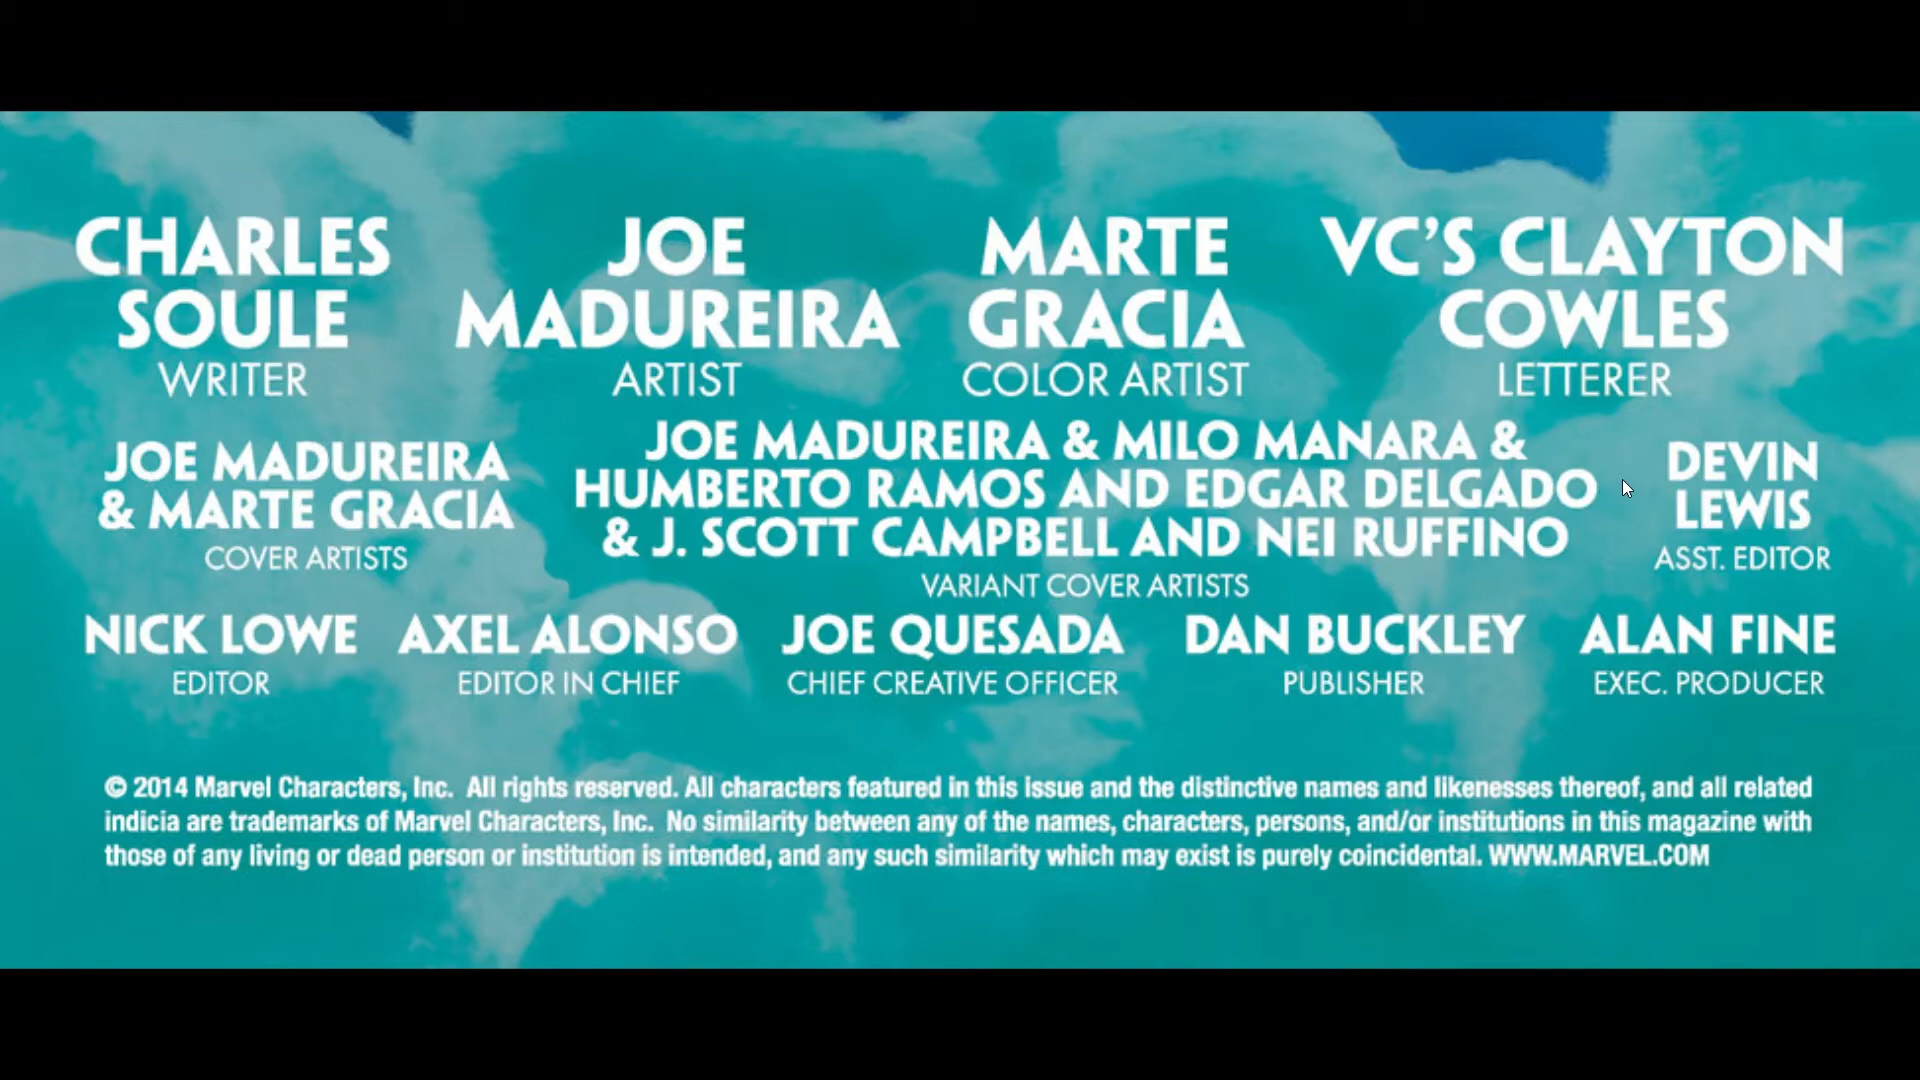 CHARLES SOULE
WRITER
JOE MADUREIRA
ARTIST
MARTE GRACIA
COLOR ARTIST
VC'S CLAYTON COWLES
LETTERER
JOE MADUREIRA
& MARTE GRACIA
COVER ARTISTS
JOE MADUREIRA & MILO MANARA &
HUMBERTO RAMOS AND EDGAR DELGADO
& J. SCOTT CAMPBELL AND NEI RUFFINO
VARIANT COVER ARTISTS
DEVIN
LEWIS
ASST. EDITOR
NICK LOWE
EDITOR
AXEL ALONSO
EDITOR IN CHIEF
JOE QUESADA
CHIEF CREATIVE OFFICER
DAN BUCKLEY
PUBLISHER
ALAN FINE
EXEC. PRODUCER
© 2014 Marvel Characters, Inc. All rights reserved. All characters featured in this issue and the distinctive names and likenesses thereof, and all related
indicia are trademarks of Marvel Characters, Inc. No similarity between any of the names, characters, persons, and/or institutions in this magazine with
those of any living or dead person or institution is intended, and any such similarity which may exist is purely coincidental. WWW.MARVEL.COM